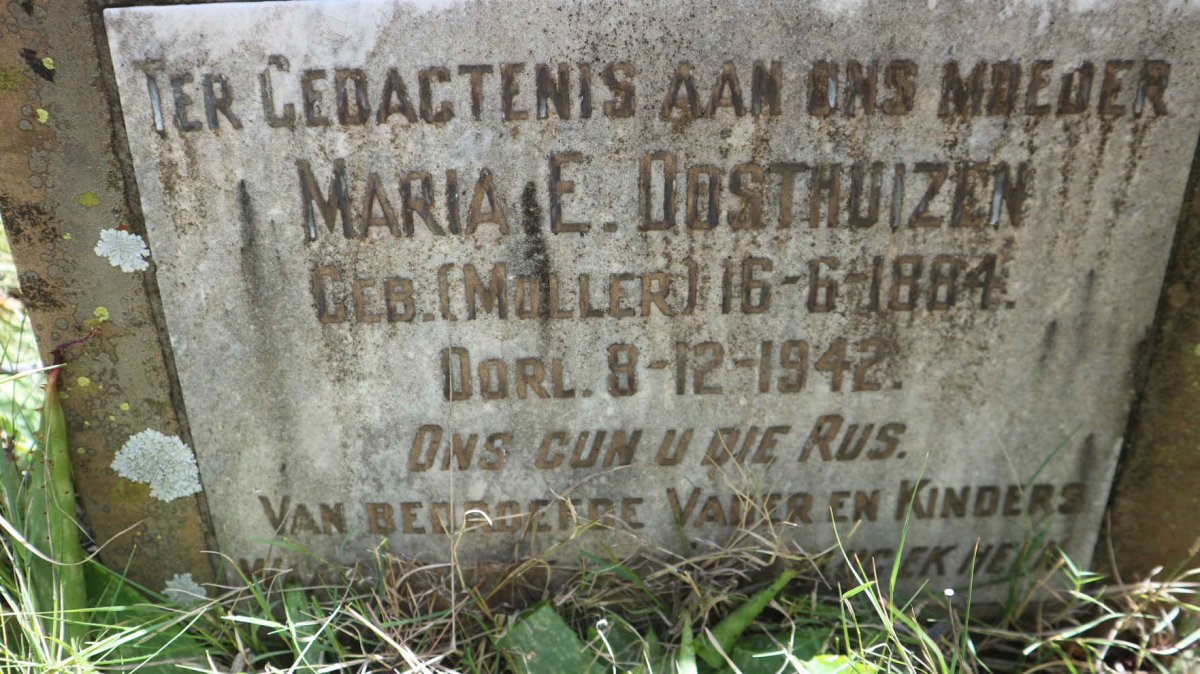 TER GEDACTENIS AAN ONS MOEDER
MARIA E. OOSTHUIZEN
GEB. (MOLLER) 16-6-1884.
OORL. 8-12-1942.
ONS GUN U DIE RUS.
VAN BEDROEFDE VADER EN KINDERS